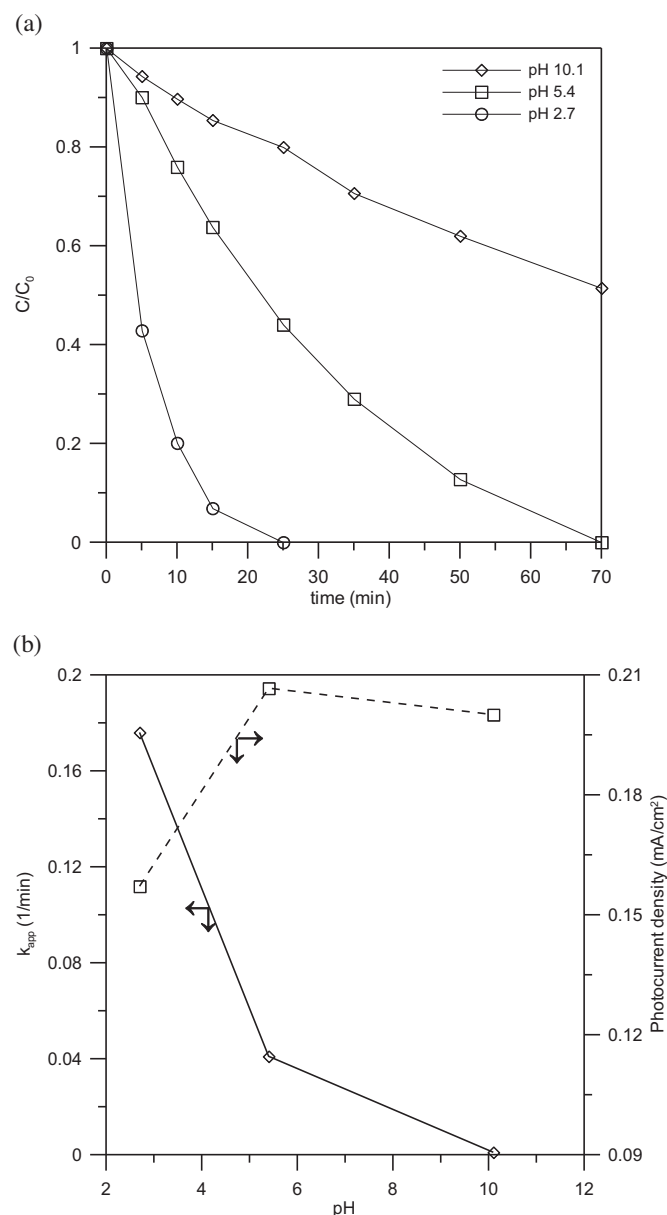 (a)
1
0.8
0.6
0.4
0.2
0
C/C₀
pH 10.1
pH 5.4
pH 2.7
0 10 20 30 40 50 60 70
time (min)
(b)
0.2
0.16
0.12
0.08
0.04
0
k_app (1/min)
0.21
0.18
0.15
0.12
0.09
Photocurrent density (mA/cm²)
2 4 6 8 10 12
pH